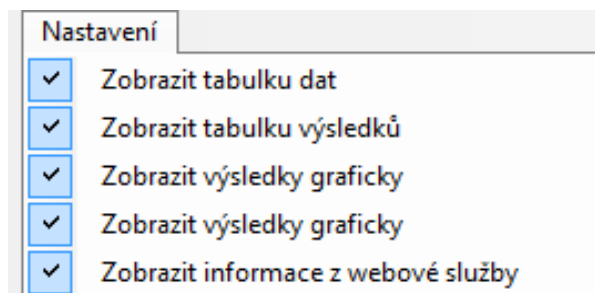 Nastavení
Zobrazit tabulku dat
Zobrazit tabulku výsledků
Zobrazit výsledky graficky
Zobrazit výsledky graficky
Zobrazit informace z webové služby